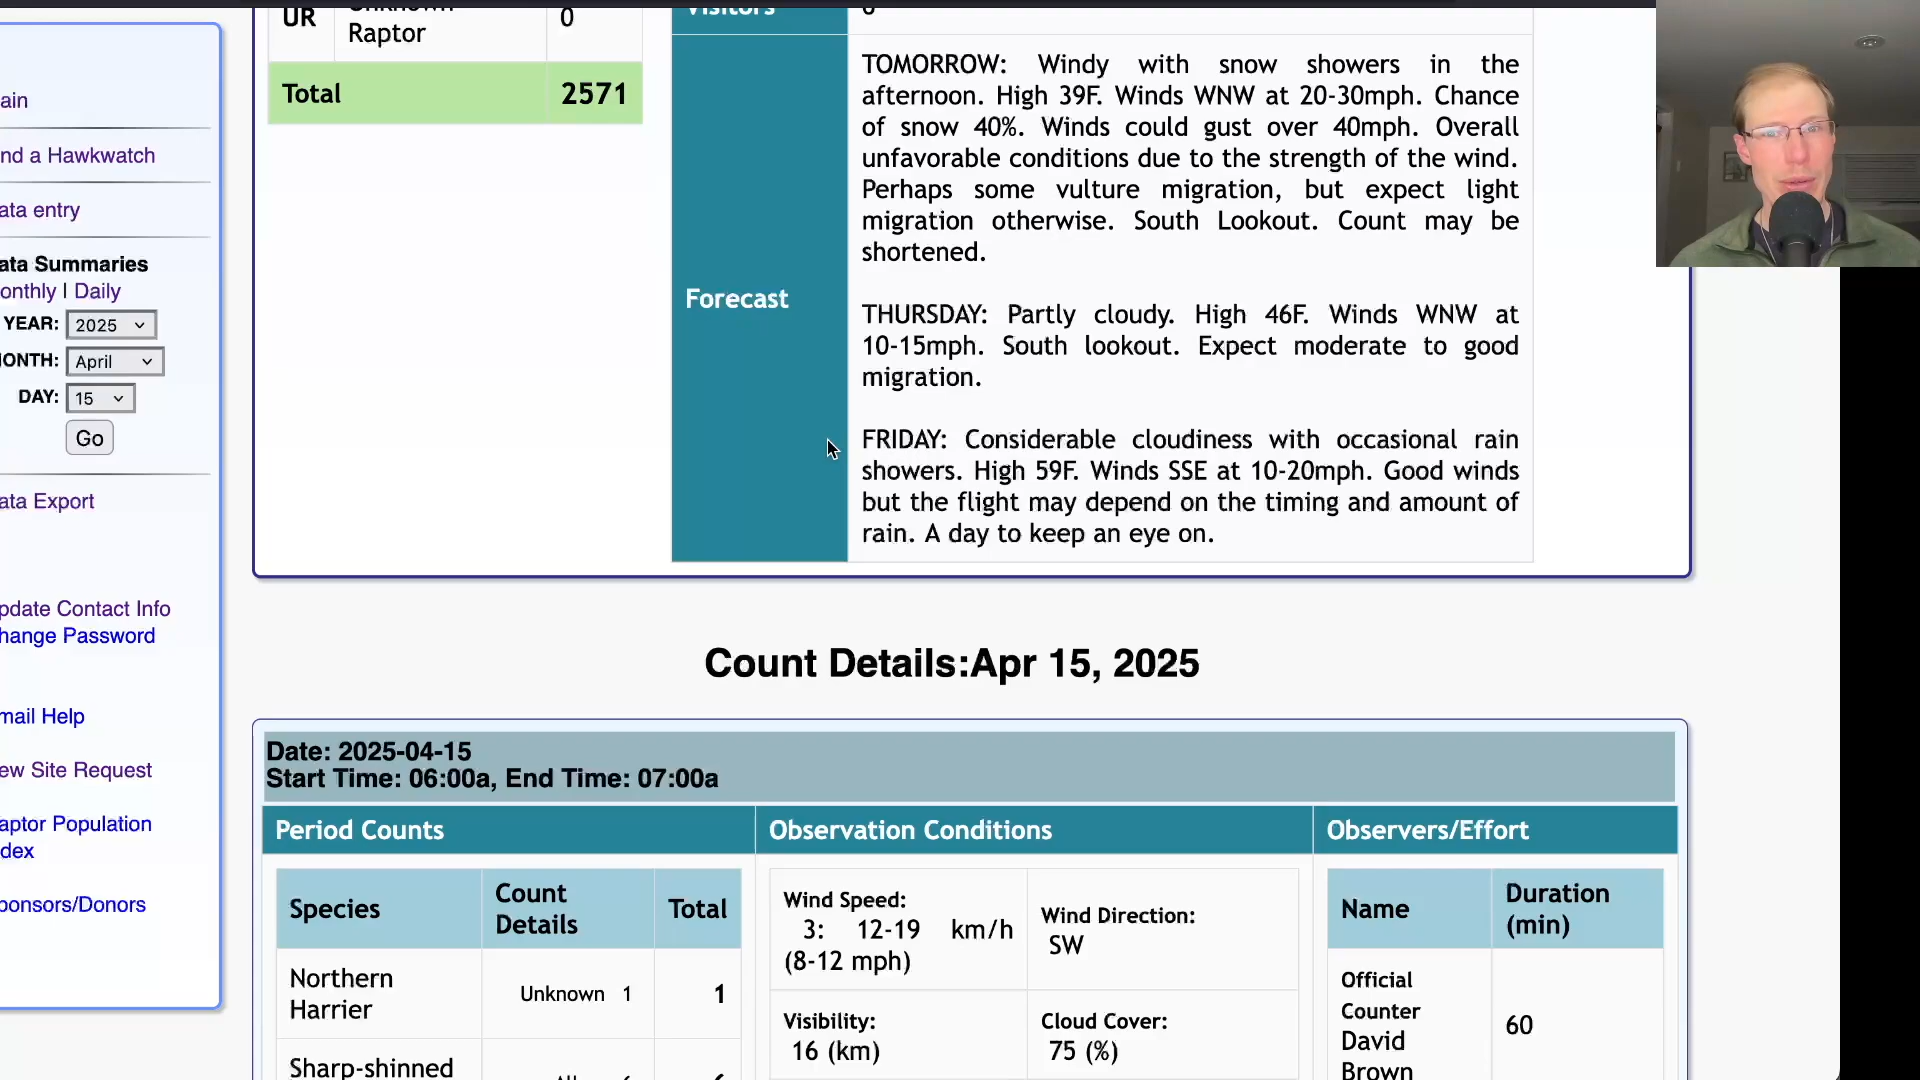 UR
Unknown
Raptor
0
Total 2571
Visitors
TOMORROW: Windy with snow showers in the
afternoon. High 39F. Winds WNW at 20-30mph. Chance
of snow 40%. Winds could gust over 40mph. Overall
unfavorable conditions due to the strength of the wind.
Perhaps some vulture migration, but expect light
migration otherwise. South Lookout. Count may be
shortened.
Forecast
THURSDAY: Partly cloudy. High 46F. Winds WNW at
10-15mph. South lookout. Expect moderate to good
migration.
FRIDAY: Considerable cloudiness with occasional rain
showers. High 59F. Winds SSE at 10-20mph. Good winds
but the flight may depend on the timing and amount of
rain. A day to keep an eye on.
ain
nd a Hawkwatch
ata entry
ata Summaries
onthly | Daily
YEAR: 2025
ONTH: April
DAY: 15
Go
ata Export
pdate Contact Info
hange Password
mail Help
ew Site Request
aptor Population
dex
ponsors/Donors
Count Details:Apr 15, 2025
Date: 2025-04-15
Start Time: 06:00a, End Time: 07:00a
Period Counts
Species
Count
Details
Total
Northern
Harrier
Unknown 1
1
Sharp-shinned
Observation Conditions
Wind Speed:
3: 12-19 km/h
(8-12 mph)
Wind Direction:
SW
Visibility:
16 (km)
Cloud Cover:
75 (%)
Observers/Effort
Name
Duration
(min)
Official
Counter
David
Brown
60